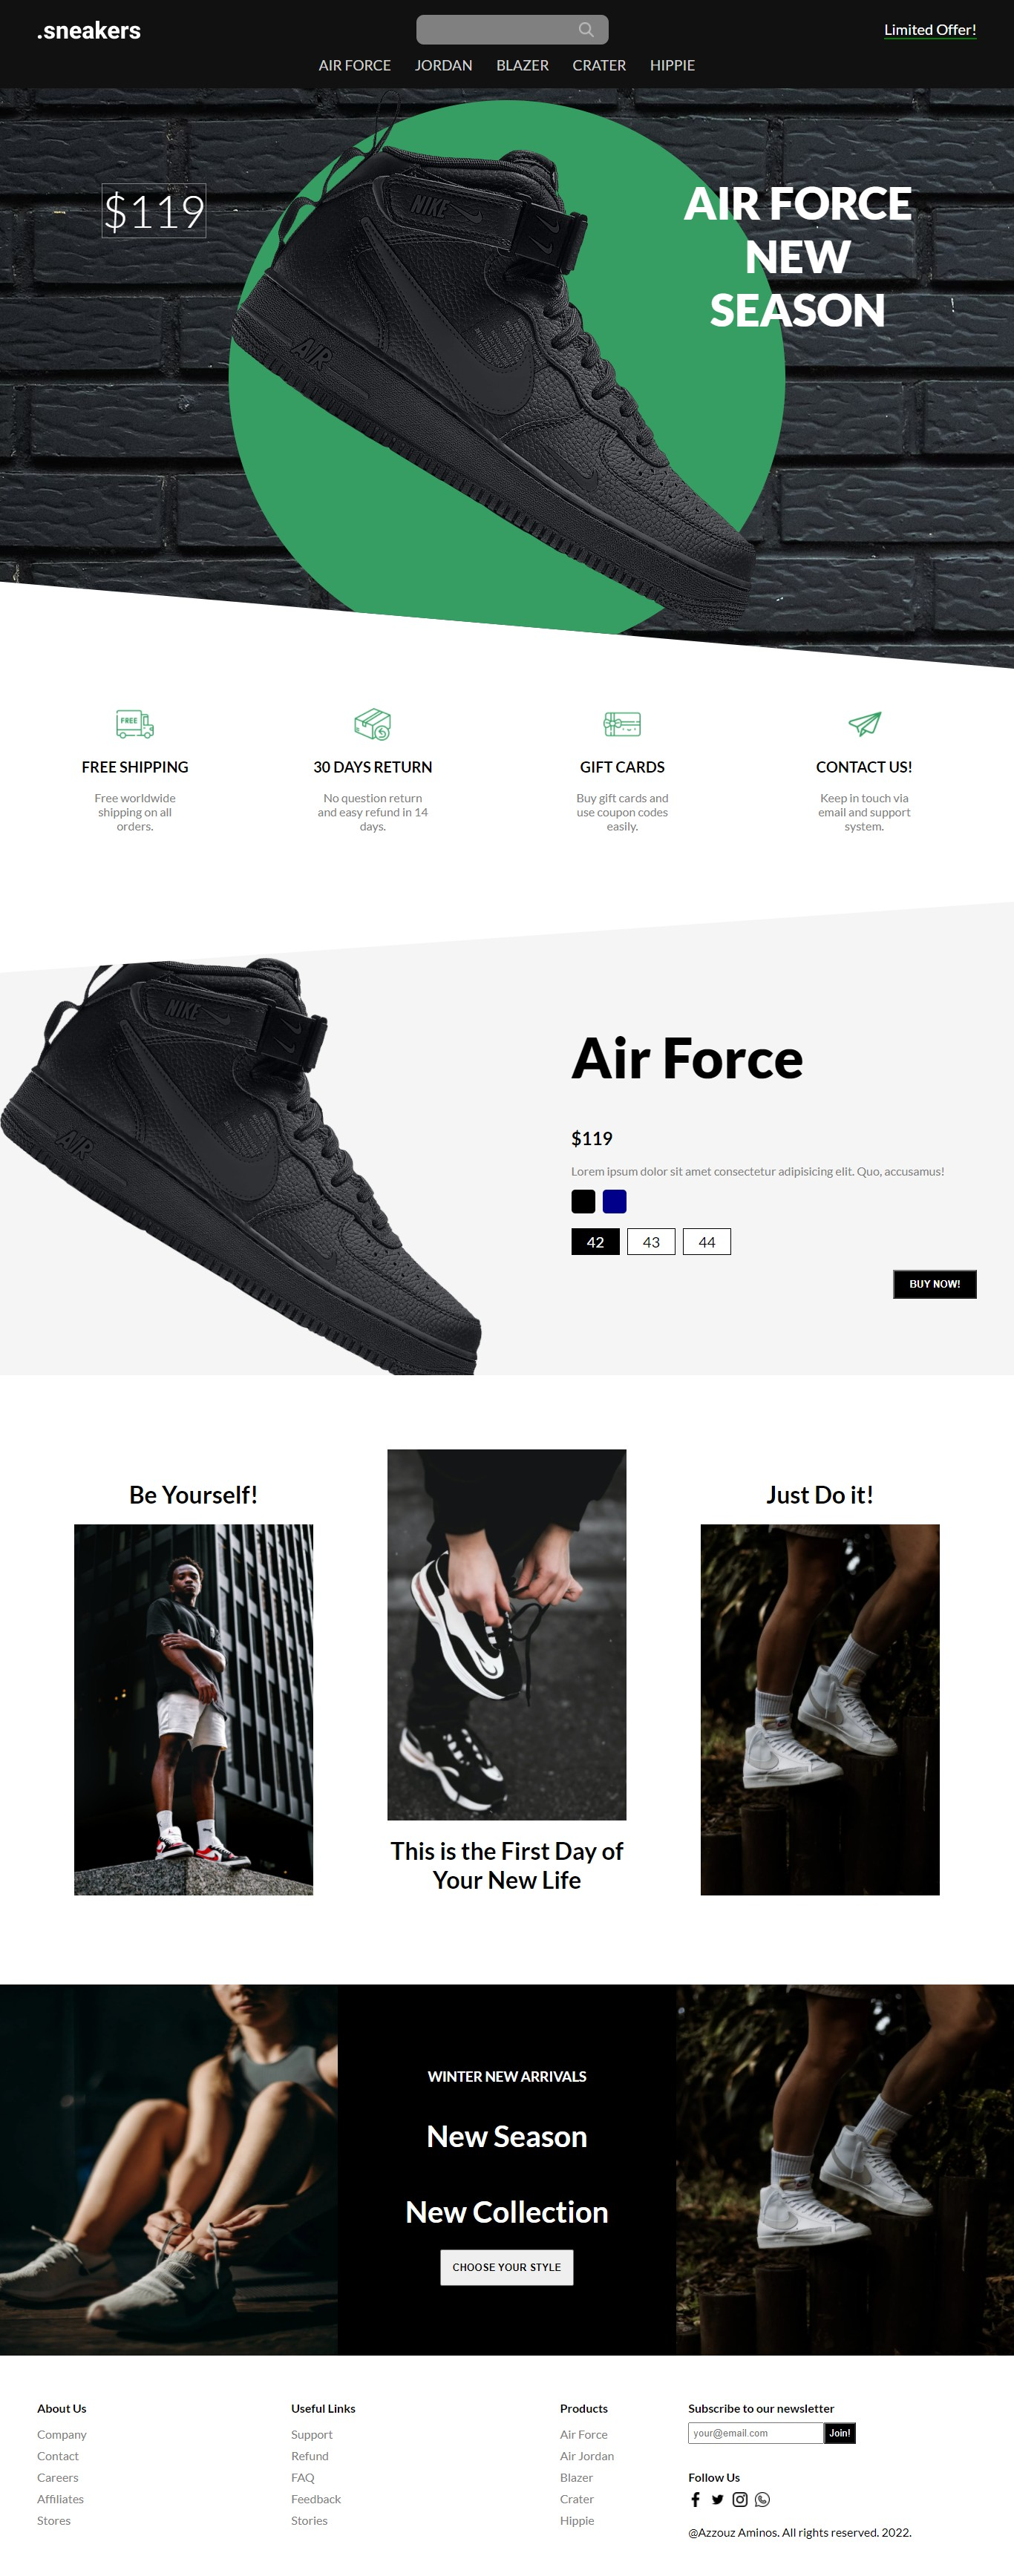 .sneakers
Limited Offer!
AIR FORCE
JORDAN
BLAZER
CRATER
HIPPIE
$119
AIR FORCE
NEW
SEASON
NIKE
AIR
FREE
FREE SHIPPING
Free worldwide
shipping on all
orders.
30 DAYS RETURN
No question return
and easy refund in 14
days.
GIFT CARDS
Buy gift cards and
use coupon codes
easily.
CONTACT US!
Keep in touch via
email and support
system.
NIKE
AIR
Air Force
$119
Lorem ipsum dolor sit amet consectetur adipisicing elit. Quo, accusamus!
42
43
44
BUY NOW!
Be Yourself!
This is the First Day of
Your New Life
Just Do it!
WINTER NEW ARRIVALS
New Season
New Collection
CHOOSE YOUR STYLE
About Us
Company
Contact
Careers
Affiliates
Stores
Useful Links
Support
Refund
FAQ
Feedback
Stories
Products
Air Force
Air Jordan
Blazer
Crater
Hippie
Subscribe to our newsletter
your@email.com
Join!
Follow Us
@Azzouz Aminos. All rights reserved. 2022.